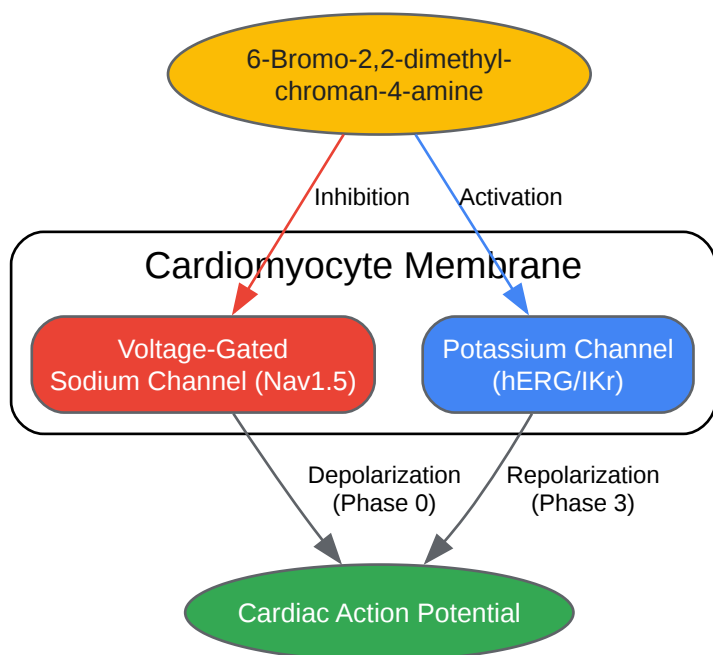 6-Bromo-2,2-dimethyl-
chroman-4-amine
Inhibition
Activation
Cardiomyocyte Membrane
Voltage-Gated
Sodium Channel (Nav1.5)
Potassium Channel
(hERG/IKr)
Depolarization
(Phase 0)
Repolarization
(Phase 3)
Cardiac Action Potential